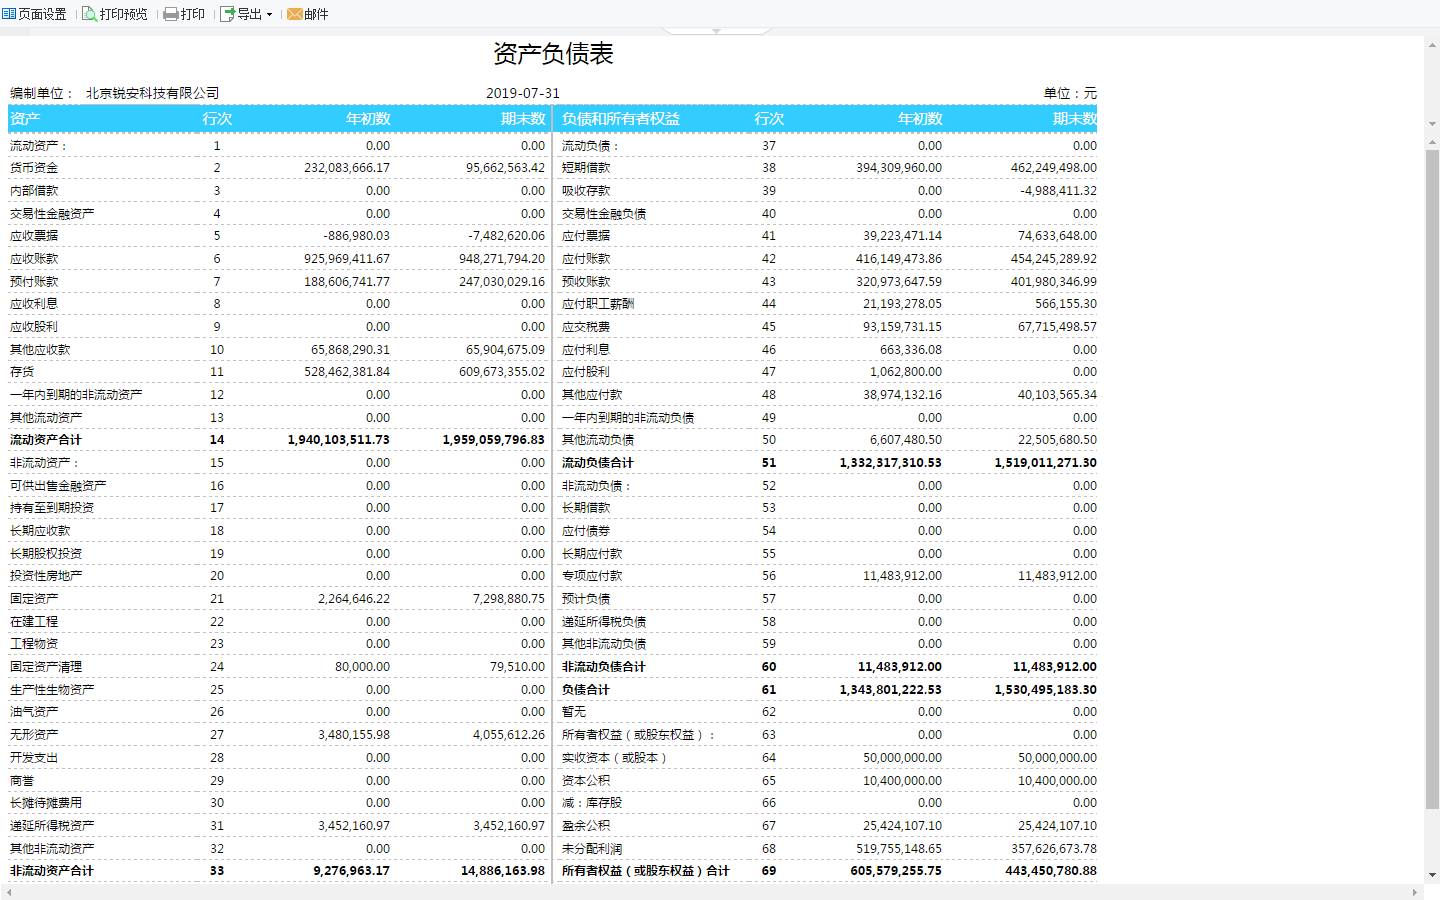 页面设置 打印预览 打印 导出 邮件
资产负债表
编制单位： 北京锐安科技有限公司 2019-07-31 单位：元
资产 行次 年初数 期末数 负债和所有者权益 行次 年初数 期末数
流动资产： 1 0.00 0.00 流动负债： 37 0.00 0.00
货币资金 2 232,083,666.17 95,662,563.42 短期借款 38 394,309,960.00 462,249,498.00
内部借款 3 0.00 0.00 吸收存款 39 0.00 -4,988,411.32
交易性金融资产 4 0.00 0.00 交易性金融负债 40 0.00 0.00
应收票据 5 -886,980.03 -7,482,620.06 应付票据 41 39,223,471.14 74,633,648.00
应收账款 6 925,969,411.67 948,271,794.20 应付账款 42 416,149,473.86 454,245,289.92
预付账款 7 188,606,741.77 247,030,029.16 预收账款 43 320,973,647.59 401,980,346.99
应收利息 8 0.00 0.00 应付职工薪酬 44 21,193,278.05 566,155.30
应收股利 9 0.00 0.00 应交税费 45 93,159,731.15 67,715,498.57
其他应收款 10 65,868,290.31 65,904,675.09 应付利息 46 663,336.08 0.00
存货 11 528,462,381.84 609,673,355.02 应付股利 47 1,062,800.00 0.00
一年内到期的非流动资产 12 0.00 0.00 其他应付款 48 38,974,132.16 40,103,565.34
其他流动资产 13 0.00 0.00 一年内到期的非流动负债 49 0.00 0.00
流动资产合计 14 1,940,103,511.73 1,959,059,796.83 其他流动负债 50 6,607,480.50 22,505,680.50
非流动资产： 15 0.00 0.00 流动负债合计 51 1,332,317,310.53 1,519,011,271.30
可供出售金融资产 16 0.00 0.00 非流动负债： 52 0.00 0.00
持有至到期投资 17 0.00 0.00 长期借款 53 0.00 0.00
长期应收款 18 0.00 0.00 应付债券 54 0.00 0.00
长期股权投资 19 0.00 0.00 长期应付款 55 0.00 0.00
投资性房地产 20 0.00 0.00 专项应付款 56 11,483,912.00 11,483,912.00
固定资产 21 2,264,646.22 7,298,880.75 预计负债 57 0.00 0.00
在建工程 22 0.00 0.00 递延所得税负债 58 0.00 0.00
工程物资 23 0.00 0.00 其他非流动负债 59 0.00 0.00
固定资产清理 24 80,000.00 79,510.00 非流动负债合计 60 11,483,912.00 11,483,912.00
生产性生物资产 25 0.00 0.00 负债合计 61 1,343,801,222.53 1,530,495,183.30
油气资产 26 0.00 0.00 暂无 62 0.00 0.00
无形资产 27 3,480,155.98 4,055,612.26 所有者权益（或股东权益）： 63 0.00 0.00
开发支出 28 0.00 0.00 实收资本（或股本） 64 50,000,000.00 50,000,000.00
商誉 29 0.00 0.00 资本公积 65 10,400,000.00 10,400,000.00
长摊待摊费用 30 0.00 0.00 减：库存股 66 0.00 0.00
递延所得税资产 31 3,452,160.97 3,452,160.97 盈余公积 67 25,424,107.10 25,424,107.10
其他非流动资产 32 0.00 0.00 未分配利润 68 519,755,148.65 357,626,673.78
非流动资产合计 33 9,276,963.17 14,886,163.98 所有者权益（或股东权益）合计 69 605,579,255.75 443,450,780.88